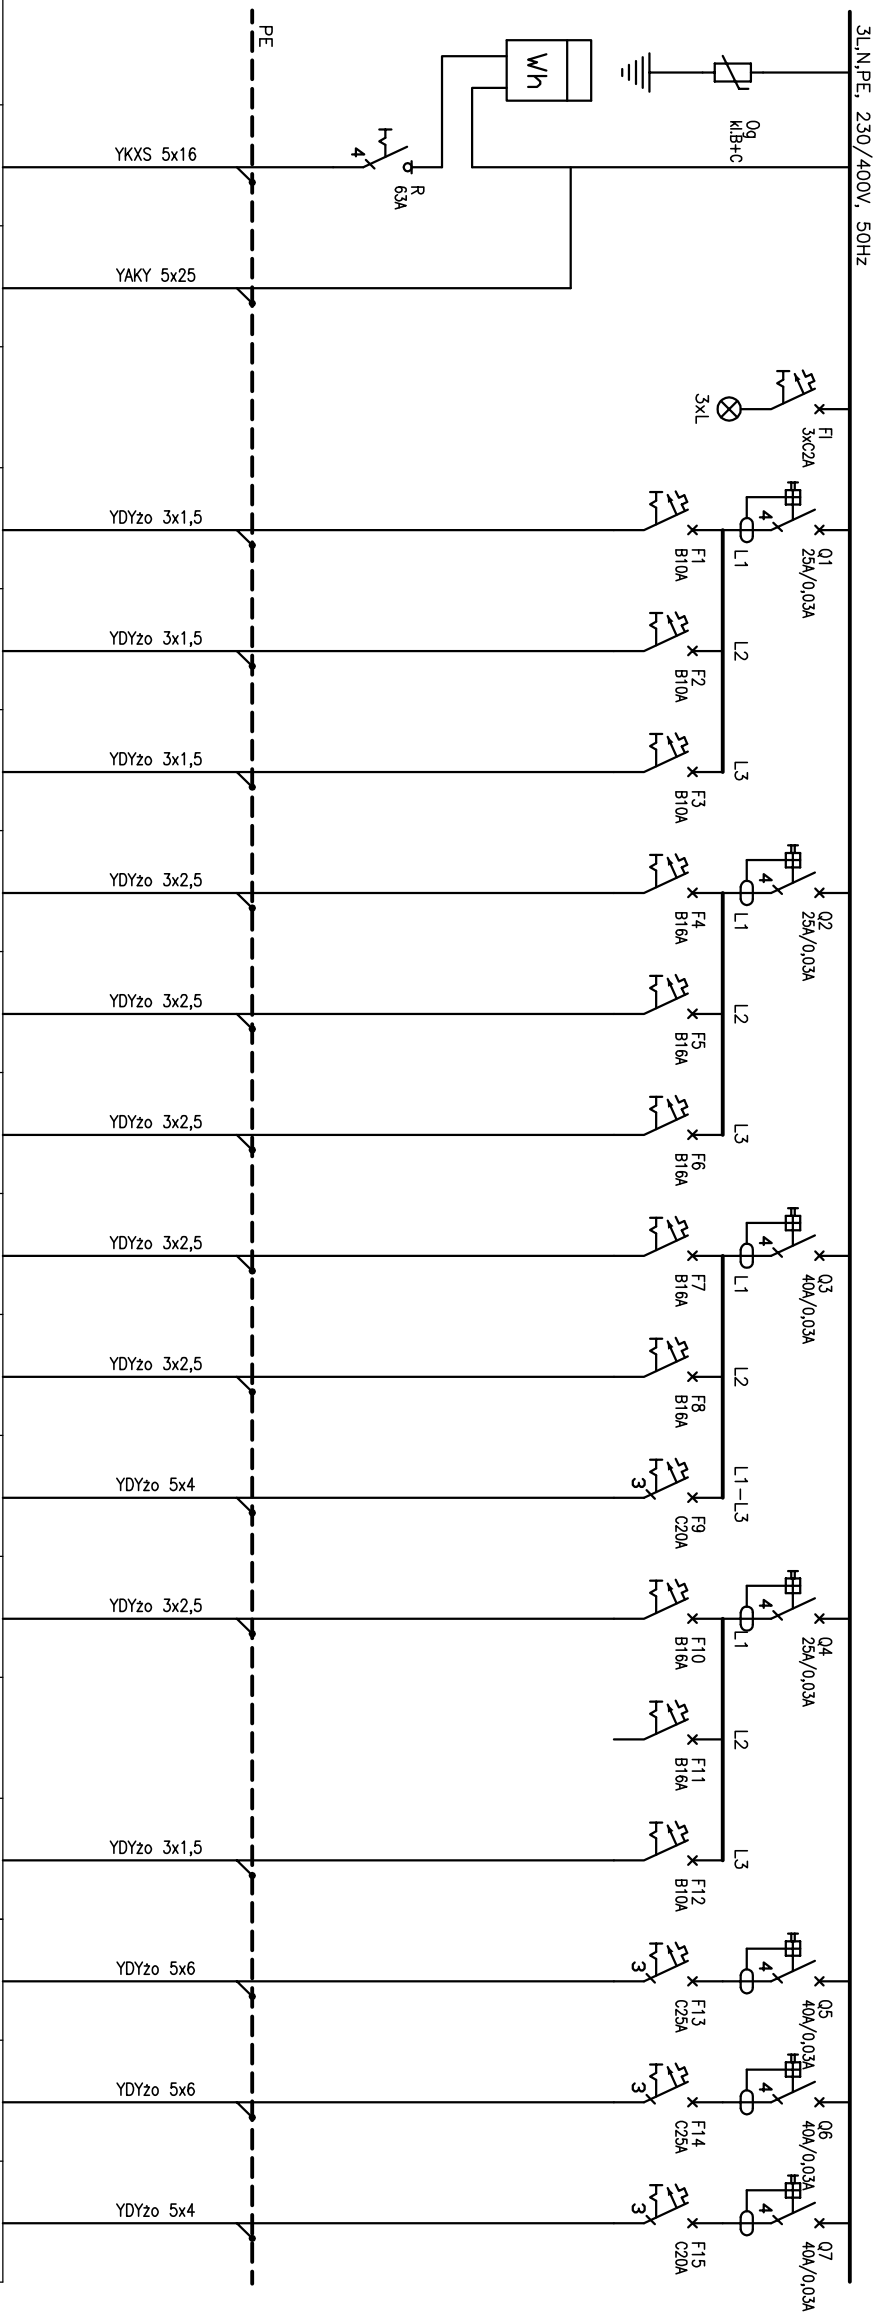 3L,N,PE, 230/400V, 50Hz
PE
Wh
Og
kl.B+C
YKXS 5x16
4
R
63A
YAKY 5x25
3xL
FI
3xC2A
Q1
25A/0,03A
4
L1
F1
B10A
YDYżo 3x1,5
L2
F2
B10A
YDYżo 3x1,5
L3
F3
B10A
YDYżo 3x1,5
Q2
25A/0,03A
4
L1
F4
B16A
YDYżo 3x2,5
L2
F5
B16A
YDYżo 3x2,5
L3
F6
B16A
YDYżo 3x2,5
Q3
40A/0,03A
4
L1
F7
B16A
YDYżo 3x2,5
L2
F8
B16A
YDYżo 3x2,5
L1-L3
3
F9
C20A
YDYżo 5x4
Q4
25A/0,03A
4
L1
F10
B16A
YDYżo 3x2,5
L2
F11
B16A
L3
F12
B10A
YDYżo 3x1,5
Q5
40A/0,03A
4
3
F13
C25A
YDYżo 5x6
Q6
40A/0,03A
4
3
F14
C25A
YDYżo 5x6
Q7
40A/0,03A
4
3
F15
C20A
YDYżo 5x4